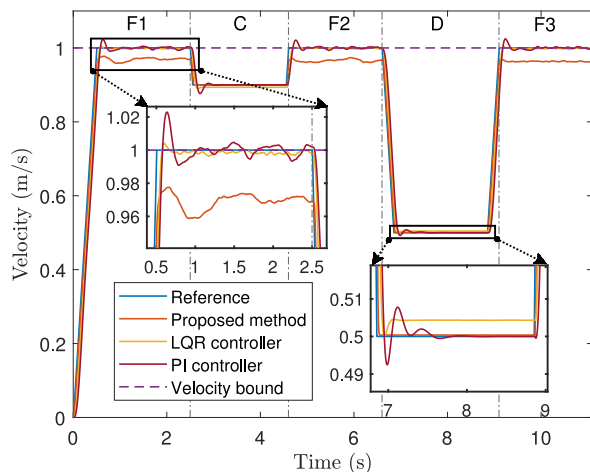 F1 C F2 D F3
1
0.8
0.6
0.4
0.2
0
Velocity (m/s)
1.02
1
0.98
0.96
0.5 1 1.5 2 2.5
Reference
Proposed method
LQR controller
PI controller
Velocity bound
0.51
0.5
0.49
7 8 9
0 2 4 6 8 10
Time (s)